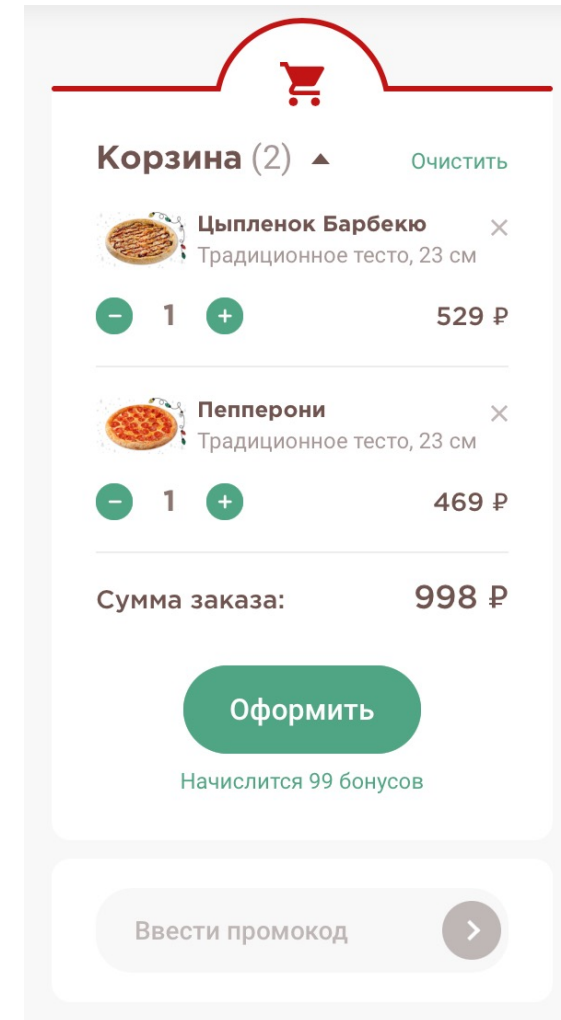 Корзина (2)
Очистить
Цыпленок Барбекю
Традиционное тесто, 23 см
1
529 ₽
Пепперони
Традиционное тесто, 23 см
1
469 ₽
Сумма заказа: 998 ₽
Оформить
Начислится 99 бонусов
Ввести промокод